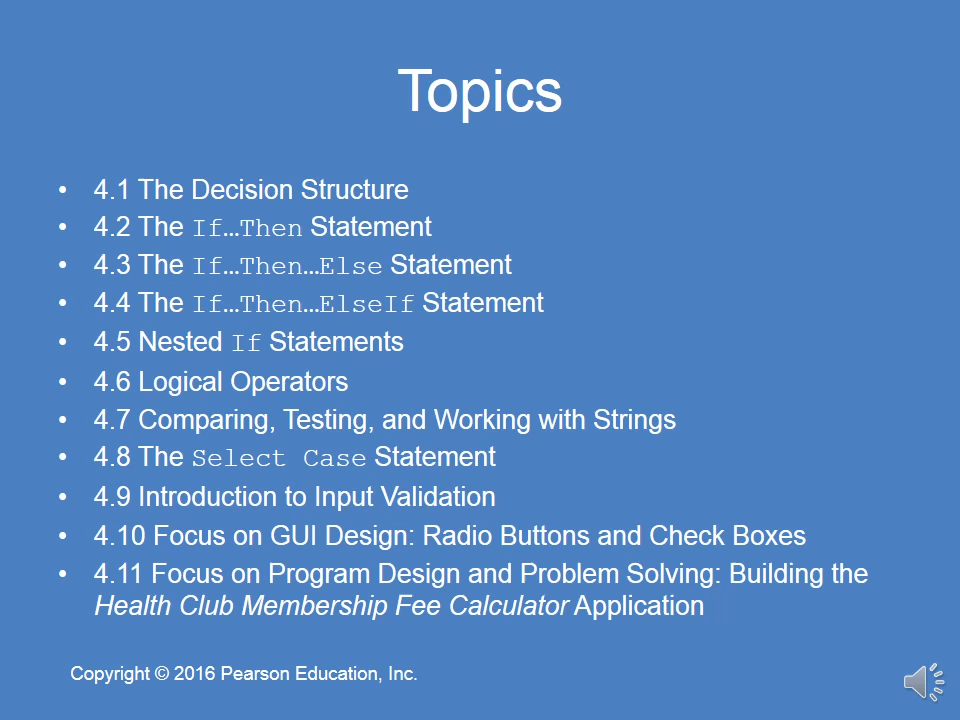 Topics
• 4.1 The Decision Structure
• 4.2 The If…Then Statement
• 4.3 The If…Then…Else Statement
• 4.4 The If…Then…ElseIf Statement
• 4.5 Nested If Statements
• 4.6 Logical Operators
• 4.7 Comparing, Testing, and Working with Strings
• 4.8 The Select Case Statement
• 4.9 Introduction to Input Validation
• 4.10 Focus on GUI Design: Radio Buttons and Check Boxes
• 4.11 Focus on Program Design and Problem Solving: Building the
Health Club Membership Fee Calculator Application
Copyright © 2016 Pearson Education, Inc.